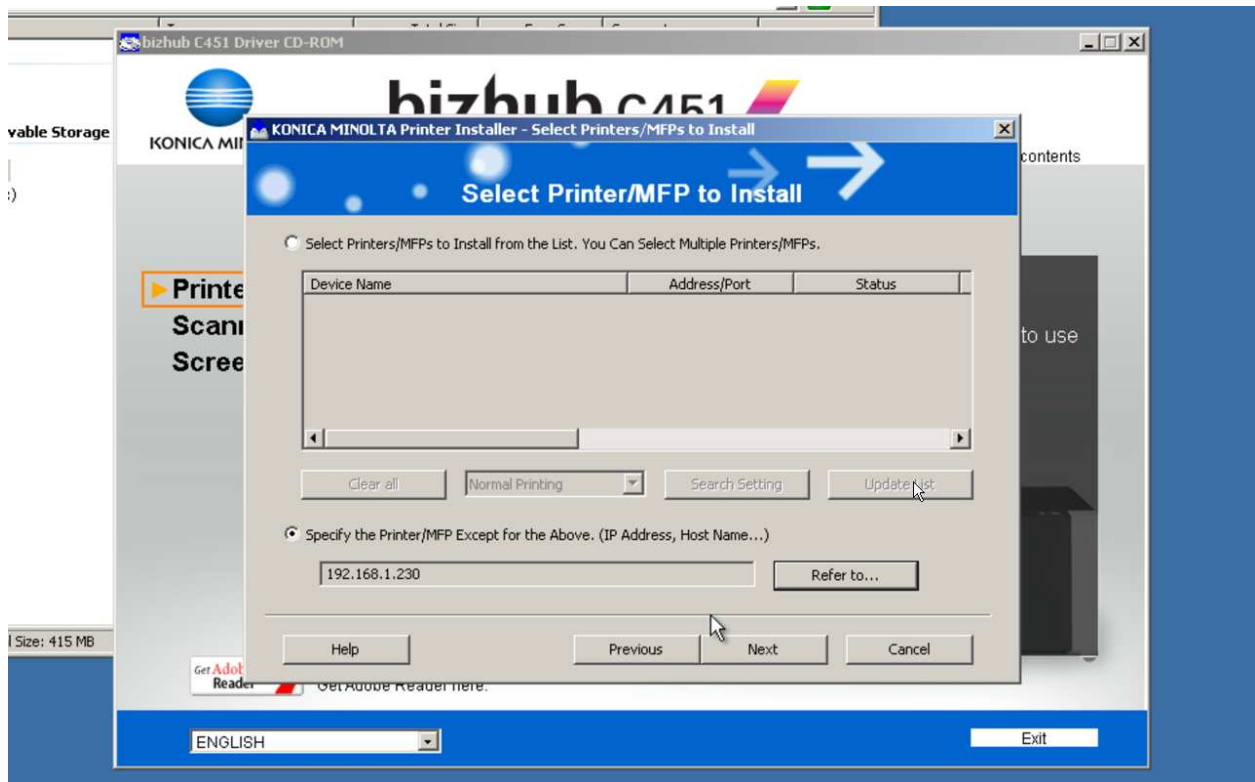 bizhub C451 Driver CD-ROM
bizhub C451
KONICA MI
contents
vable Storage
KONICA MINOLTA Printer Installer - Select Printers/MFPs to Install
Select Printer/MFP to Install
Select Printers/MFPs to Install from the List. You Can Select Multiple Printers/MFPs.
Device Name Address/Port Status
Printe
Scann
Scree
to use
Clear all Normal Printing Search Setting Update List
Specify the Printer/MFP Except for the Above. (IP Address, Host Name...)
192.168.1.230 Refer to...
Help Previous Next Cancel
l Size: 415 MB
Get Adob
Reader
Get Adobe Reader here.
ENGLISH Exit